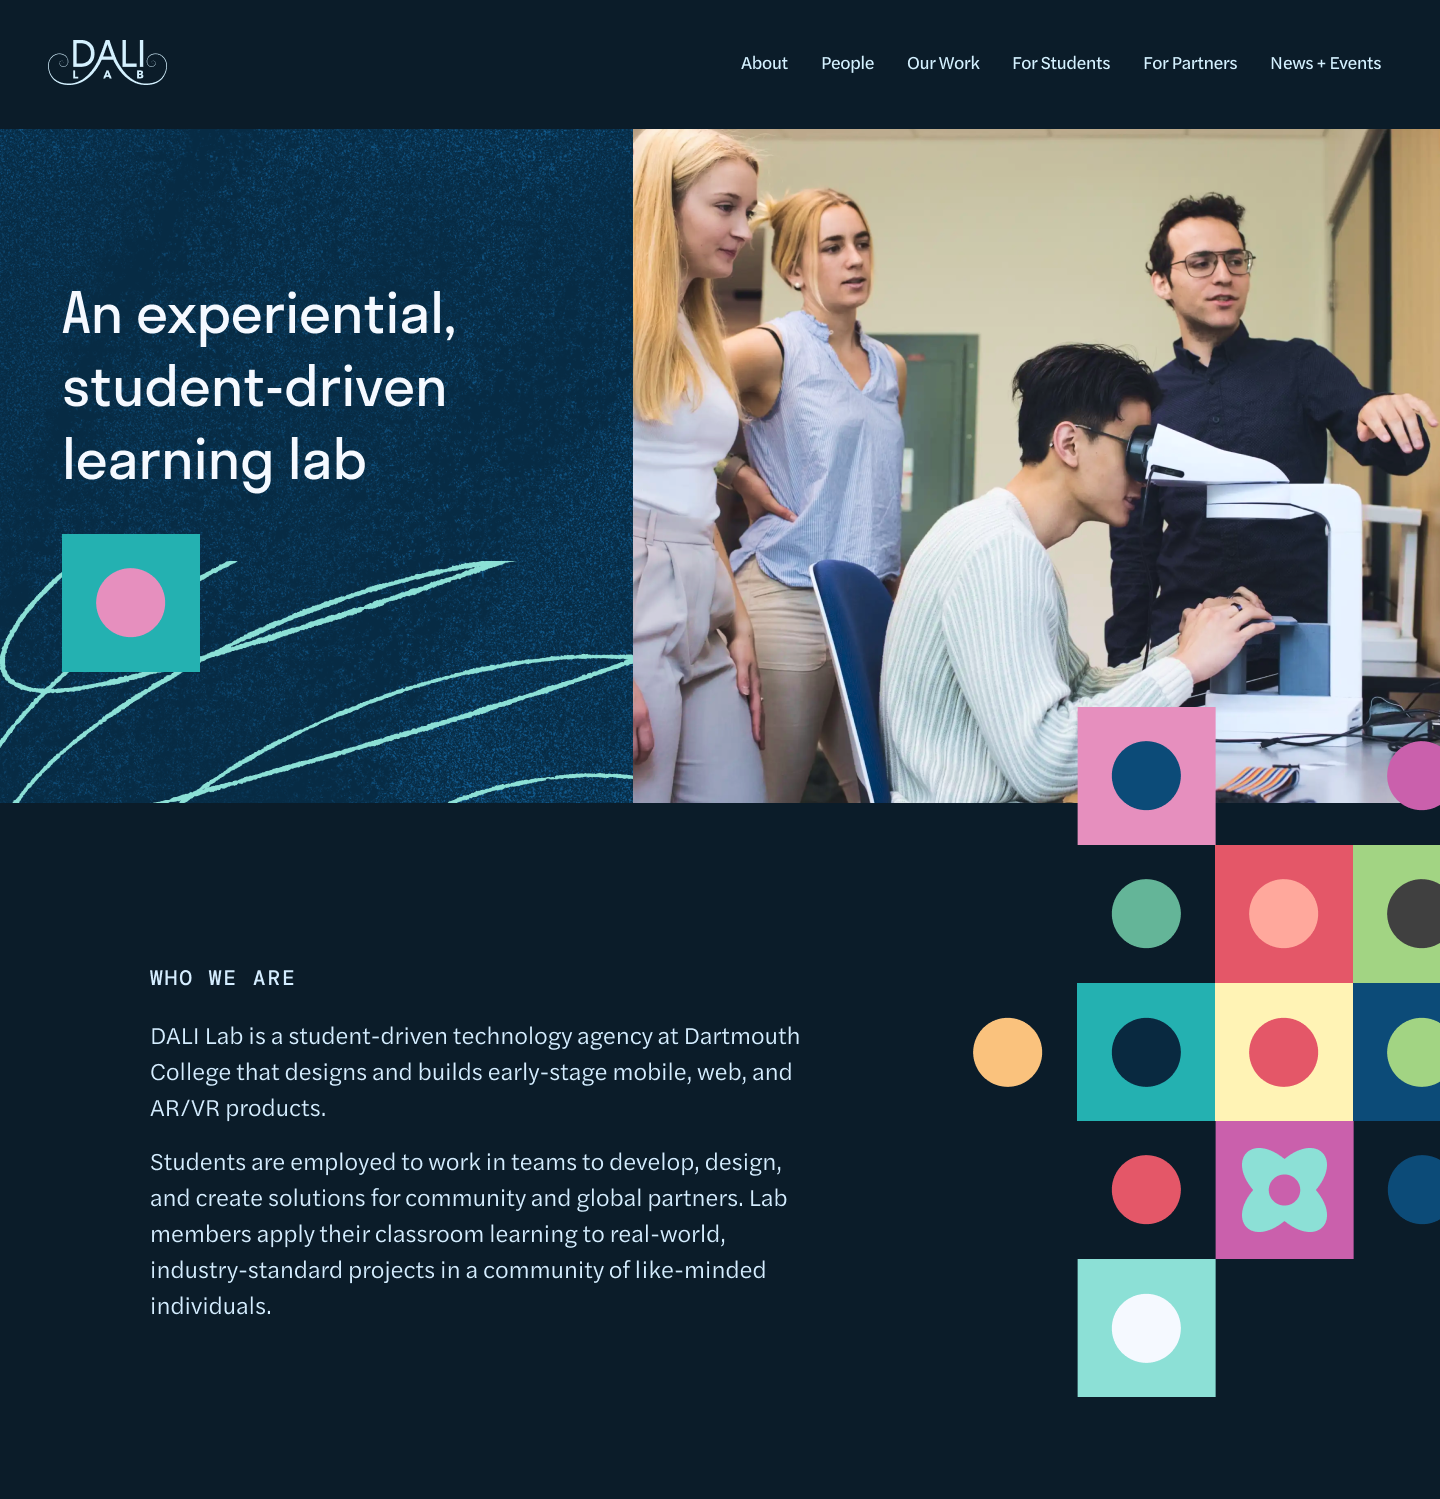 DALI
LAB
About People Our Work For Students For Partners News + Events
An experiential,
student-driven
learning lab
WHO WE ARE
DALI Lab is a student-driven technology agency at Dartmouth
College that designs and builds early-stage mobile, web, and
AR/VR products.
Students are employed to work in teams to develop, design,
and create solutions for community and global partners. Lab
members apply their classroom learning to real-world,
industry-standard projects in a community of like-minded
individuals.